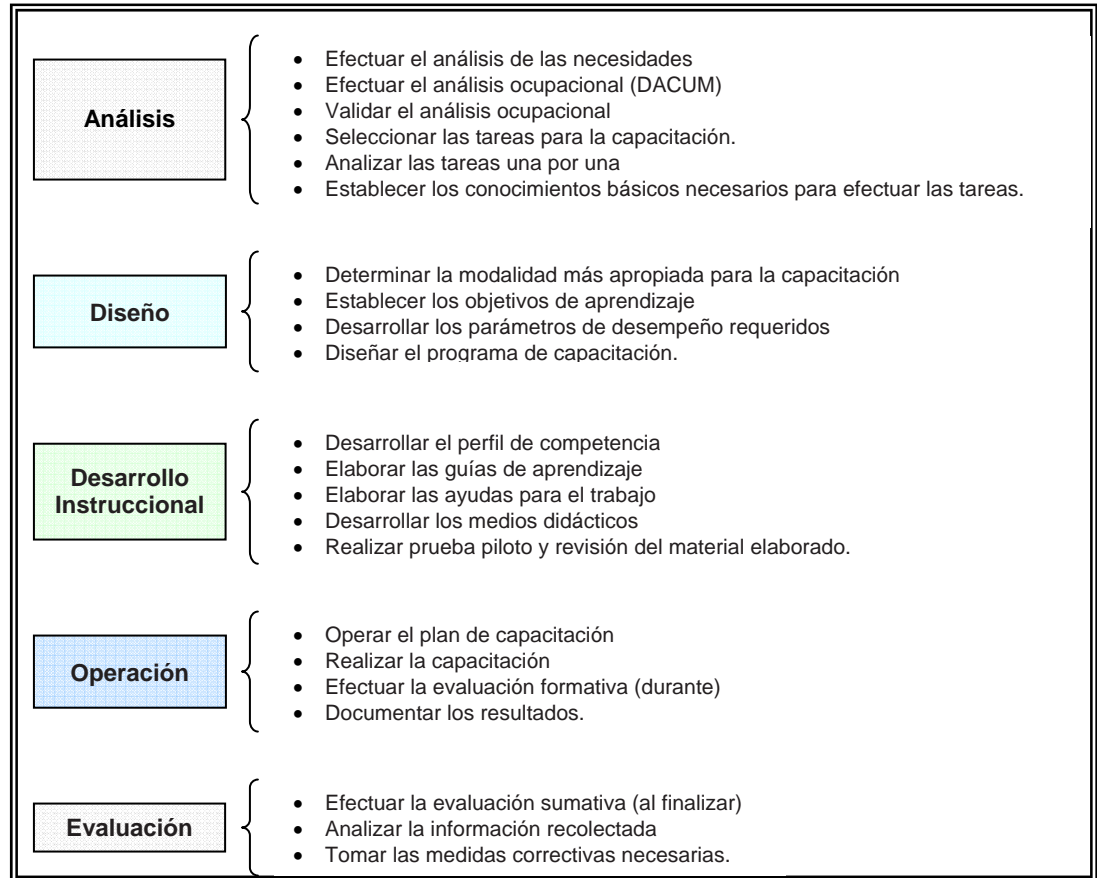 Análisis
• Efectuar el análisis de las necesidades
• Efectuar el análisis ocupacional (DACUM)
• Validar el análisis ocupacional
• Seleccionar las tareas para la capacitación.
• Analizar las tareas una por una
• Establecer los conocimientos básicos necesarios para efectuar las tareas.
Diseño
• Determinar la modalidad más apropiada para la capacitación
• Establecer los objetivos de aprendizaje
• Desarrollar los parámetros de desempeño requeridos
• Diseñar el programa de capacitación.
Desarrollo
Instruccional
• Desarrollar el perfil de competencia
• Elaborar las guías de aprendizaje
• Elaborar las ayudas para el trabajo
• Desarrollar los medios didácticos
• Realizar prueba piloto y revisión del material elaborado.
Operación
• Operar el plan de capacitación
• Realizar la capacitación
• Efectuar la evaluación formativa (durante)
• Documentar los resultados.
Evaluación
• Efectuar la evaluación sumativa (al finalizar)
• Analizar la información recolectada
• Tomar las medidas correctivas necesarias.